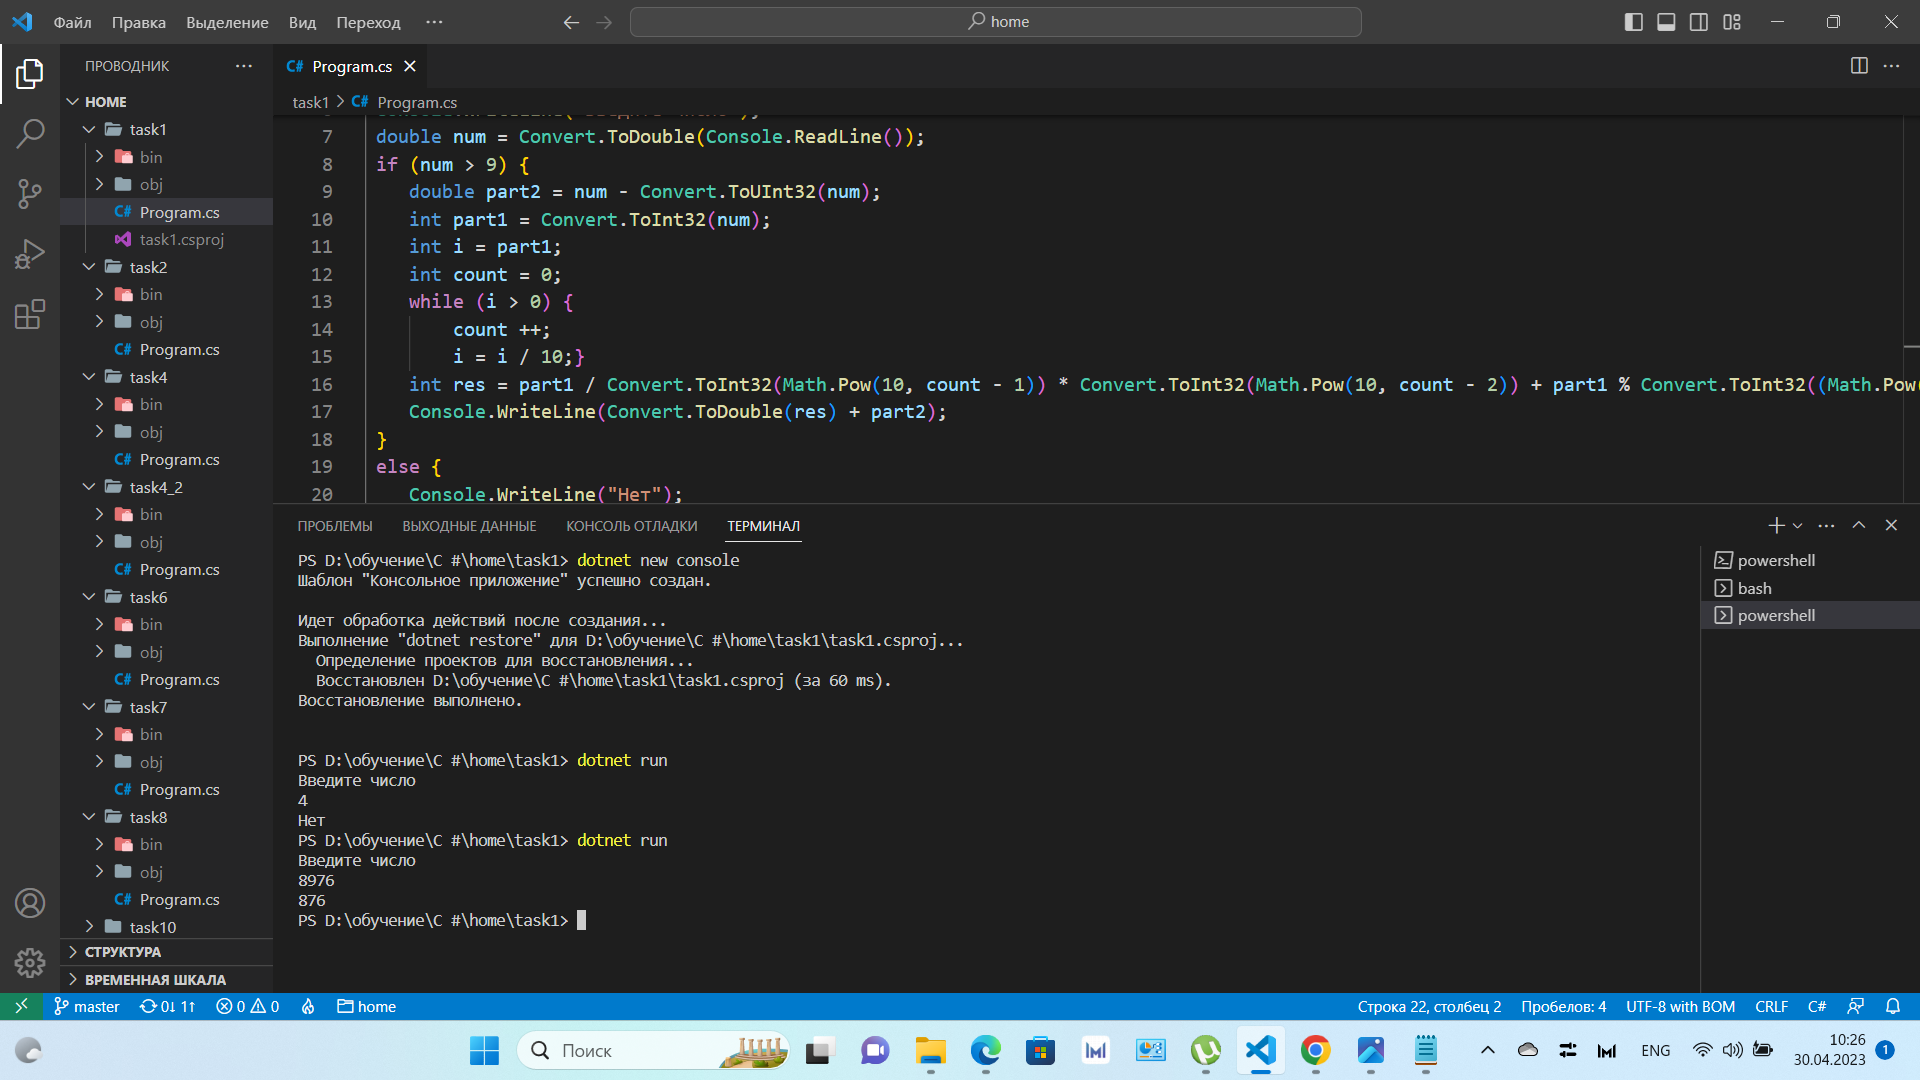 Файл Правка Выделение Вид Переход ···
home
ПРОВОДНИК ···
HOME
task1
bin
obj
C# Program.cs
task1.csproj
task2
bin
obj
C# Program.cs
task4
bin
obj
C# Program.cs
task4_2
bin
obj
C# Program.cs
task6
bin
obj
C# Program.cs
task7
bin
obj
C# Program.cs
task8
bin
obj
C# Program.cs
task10
СТРУКТУРА
ВРЕМЕННАЯ ШКАЛА
C# Program.cs
task1 > C# Program.cs
7 double num = Convert.ToDouble(Console.ReadLine());
8 if (num > 9) {
9 double part2 = num - Convert.ToUInt32(num);
10 int part1 = Convert.ToInt32(num);
11 int i = part1;
12 int count = 0;
13 while (i > 0) {
14 count ++;
15 i = i / 10;}
16 int res = part1 / Convert.ToInt32(Math.Pow(10, count - 1)) * Convert.ToInt32(Math.Pow(10, count - 2)) + part1 % Convert.ToInt32((Math.Pow(
17 Console.WriteLine(Convert.ToDouble(res) + part2);
18 }
19 else {
20 Console.WriteLine("Нет");
ПРОБЛЕМЫ ВЫХОДНЫЕ ДАННЫЕ КОНСОЛЬ ОТЛАДКИ ТЕРМИНАЛ
PS D:\обучение\C #\home\task1> dotnet new console
Шаблон "Консольное приложение" успешно создан.
Идет обработка действий после создания...
Выполнение "dotnet restore" для D:\обучение\C #\home\task1\task1.csproj...
Определение проектов для восстановления...
Восстановлен D:\обучение\C #\home\task1\task1.csproj (за 60 ms).
Восстановление выполнено.
PS D:\обучение\C #\home\task1> dotnet run
Введите число
4
Нет
PS D:\обучение\C #\home\task1> dotnet run
Введите число
8976
876
PS D:\обучение\C #\home\task1>
powershell
bash
powershell
master 0↓ 1↑ 0 0 home
Строка 22, столбец 2 Пробелов: 4 UTF-8 with BOM CRLF C#
Поиск
ENG
10:26
30.04.2023
1